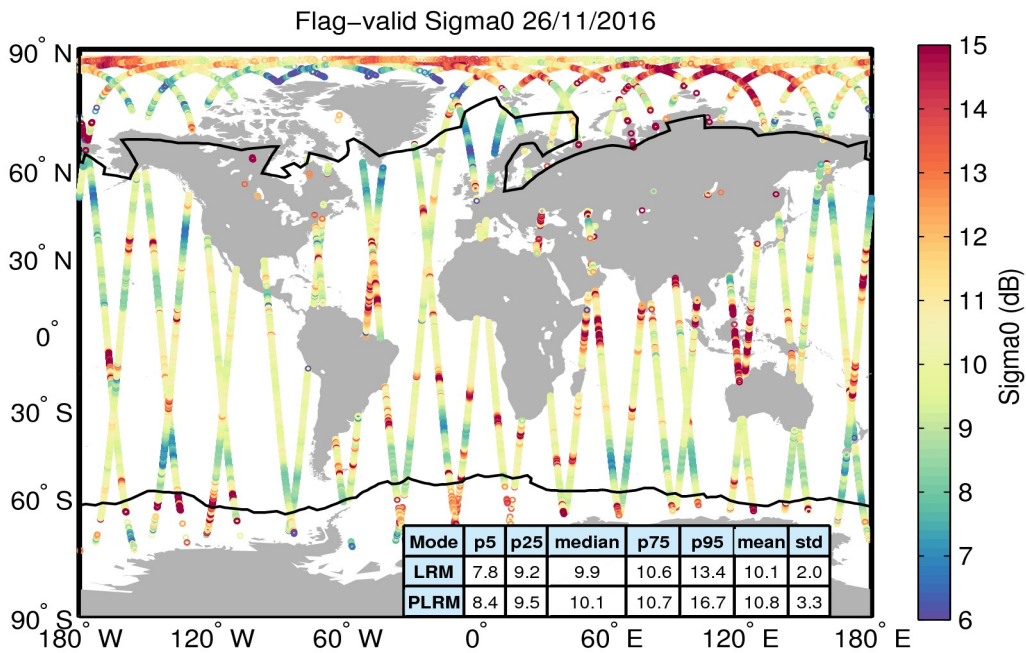 Flag−valid Sigma0 26/11/2016
90° N
60° N
30° N
0°
30° S
60° S
90° S
180° W
120° W
60° W
0°
60° E
120° E
180° E
15
14
13
12
11
10
9
8
7
6
Sigma0 (dB)
Mode p5 p25 median p75 p95 mean std
LRM 7.8 9.2 9.9 10.6 13.4 10.1 2.0
PLRM 8.4 9.5 10.1 10.7 16.7 10.8 3.3